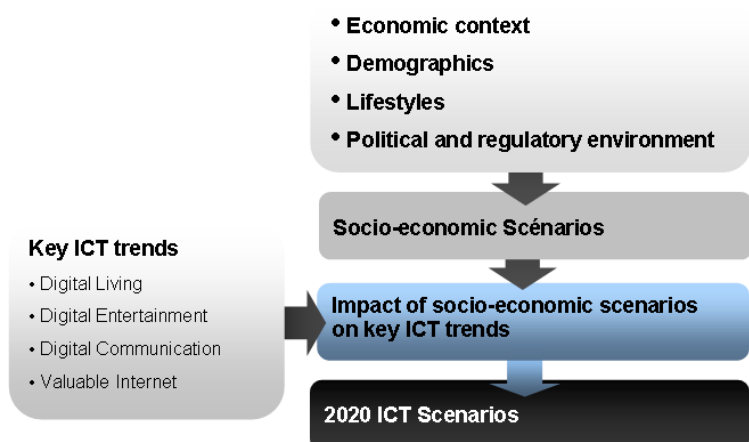 • Economic context
• Demographics
• Lifestyles
• Political and regulatory environment
Socio-economic Scénarios
Key ICT trends
• Digital Living
• Digital Entertainment
• Digital Communication
• Valuable Internet
Impact of socio-economic scenarios
on key ICT trends
2020 ICT Scenarios